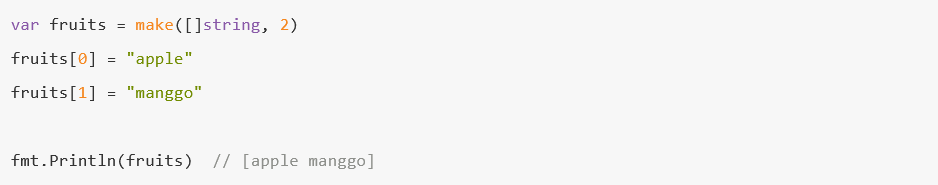 var fruits = make([]string, 2)
fruits[0] = "apple"
fruits[1] = "manggo"
fmt.Println(fruits)  // [apple manggo]